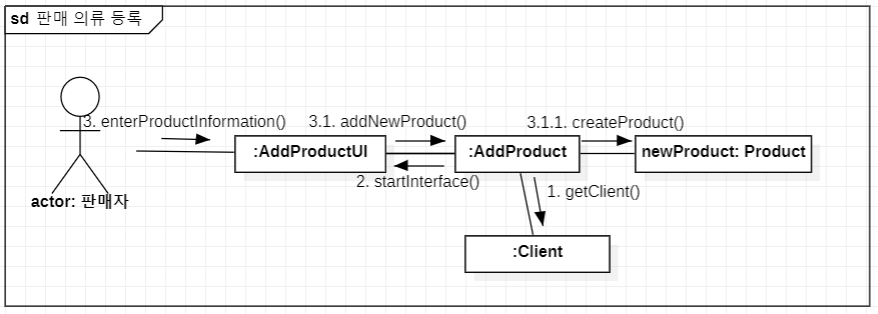 sd 판매 의류 등록
3. enterProductInformation()
3.1. addNewProduct()
3.1.1. createProduct()
:AddProductUI
:AddProduct
newProduct: Product
2. startInterface()
1. getClient()
actor: 판매자
:Client